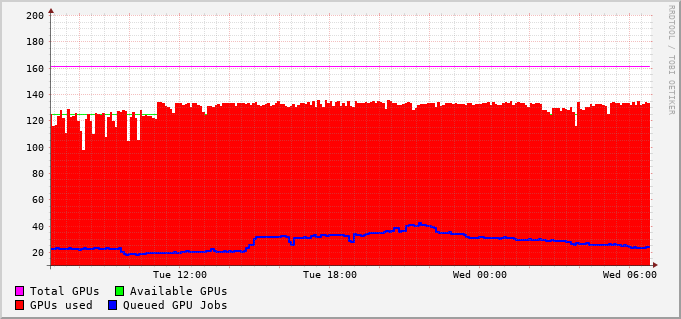 200
180
160
140
120
100
80
60
40
20
Tue 12:00 Tue 18:00 Wed 00:00 Wed 06:00
Total GPUs Available GPUs
GPUs used Queued GPU Jobs
RRDTOOL / TOBI OETIKER